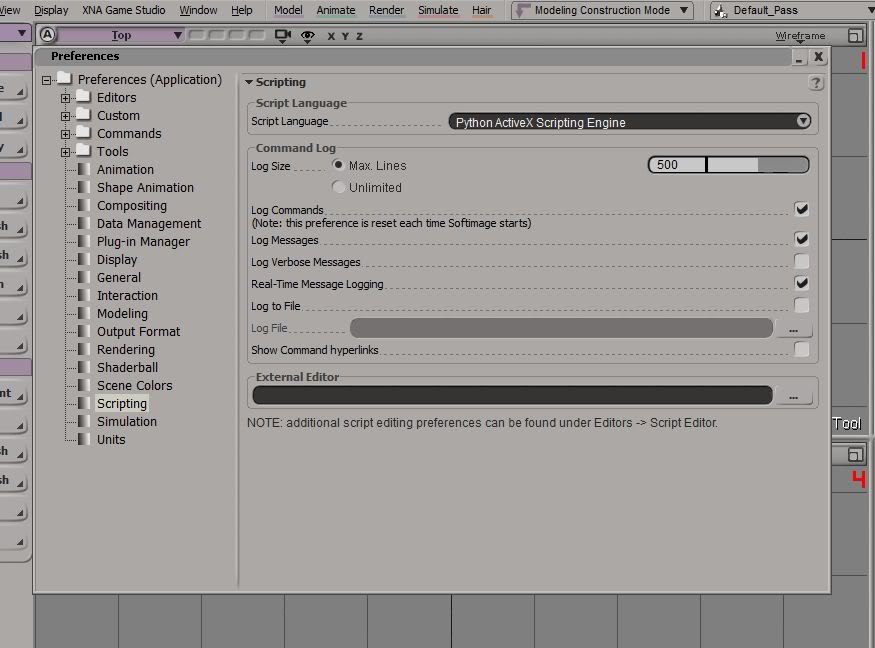 View Display XNA Game Studio Window Help Model Animate Render Simulate Hair Modeling Construction Mode Default_Pass
A Top X Y Z Wireframe
Preferences
1
Preferences (Application)
Editors
Custom
Commands
Tools
Animation
Shape Animation
Compositing
Data Management
Plug-in Manager
Display
General
Interaction
Modeling
Output Format
Rendering
Shaderball
Scene Colors
Scripting
Simulation
Units
Scripting
?
Script Language
Script Language Python ActiveX Scripting Engine
Command Log
Log Size Max. Lines 500
Unlimited
Log Commands
(Note: this preference is reset each time Softimage starts)
Log Messages
Log Verbose Messages
Real-Time Message Logging
Log to File
Log File ...
Show Command hyperlinks
External Editor
...
NOTE: additional script editing preferences can be found under Editors -> Script Editor.
Tool
4